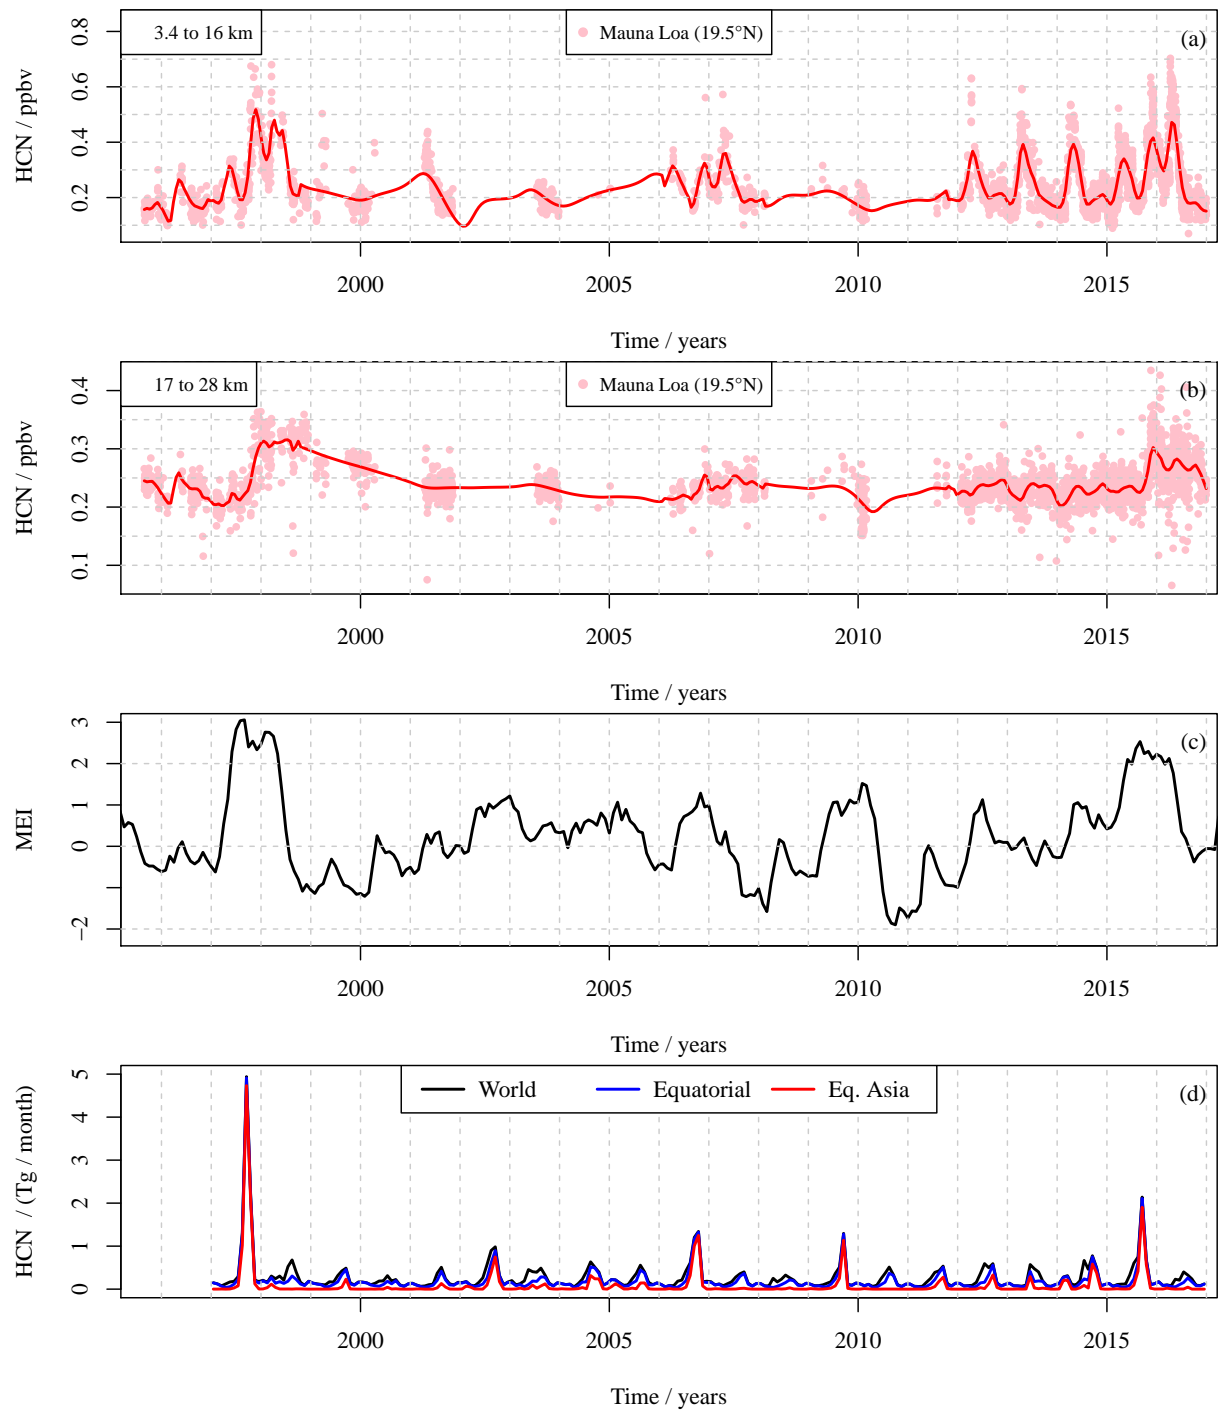 3.4 to 16 km
Mauna Loa (19.5°N)
(a)
HCN / ppbv
0.8
0.6
0.4
0.2
2000 2005 2010 2015
Time / years
17 to 28 km
Mauna Loa (19.5°N)
(b)
HCN / ppbv
0.4
0.3
0.2
0.1
2000 2005 2010 2015
Time / years
(c)
MEI
3
2
1
0
−2
2000 2005 2010 2015
Time / years
World Equatorial Eq. Asia
(d)
HCN / (Tg / month)
5
4
3
2
1
0
2000 2005 2010 2015
Time / years